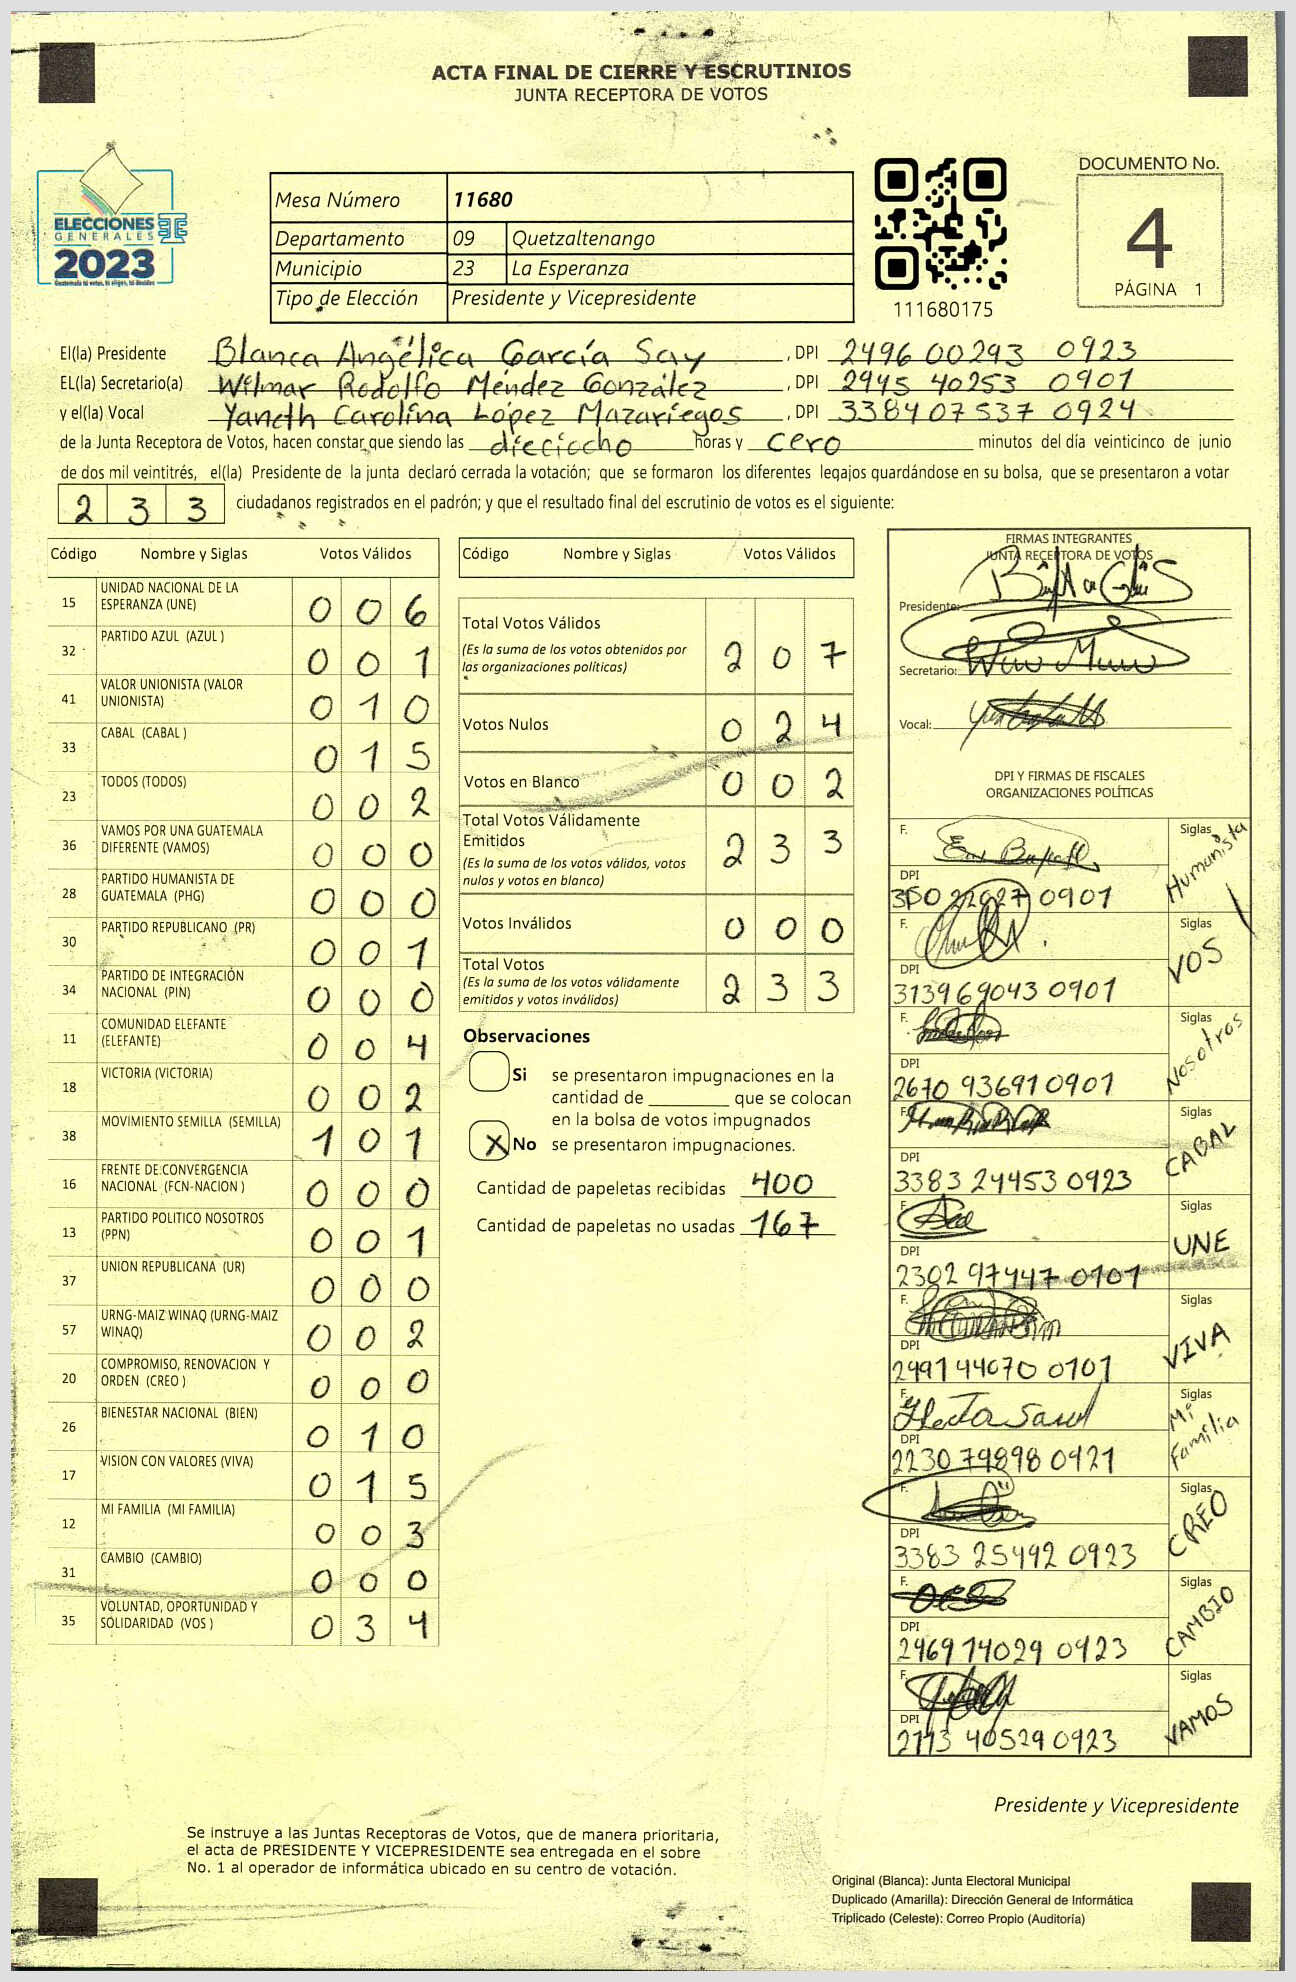 ACTA FINAL DE CIERRE Y ESCRUTINIOS
JUNTA RECEPTORA DE VOTOS
ELECCIONES
GENERALES
2023
Guatemala tú votas, tú eliges, tú decides
Mesa Número 11680
Departamento 09 Quetzaltenango
Municipio 23 La Esperanza
Tipo de Elección Presidente y Vicepresidente
111680175
DOCUMENTO No.
4
PÁGINA 1
El(la) Presidente Blanca Angélica García Say , DPI 2496 00293 0923
EL(la) Secretario(a) Wilmar Rodolfo Méndez González , DPI 2945 40253 0901
y el(la) Vocal Yaneth Carolina López Mazariegos , DPI 3384 07537 0924
de la Junta Receptora de Votos, hacen constar que siendo las dieciocho horas y cero minutos del día veinticinco de junio
de dos mil veintitrés, el(la) Presidente de la junta declaró cerrada la votación; que se formaron los diferentes legajos quardándose en su bolsa, que se presentaron a votar
2 3 3 ciudadanos registrados en el padrón; y que el resultado final del escrutinio de votos es el siguiente:
Código Nombre y Siglas Votos Válidos
15 UNIDAD NACIONAL DE LA ESPERANZA (UNE) 0 0 6
32 PARTIDO AZUL (AZUL ) 0 0 1
41 VALOR UNIONISTA (VALOR UNIONISTA) 0 1 0
33 CABAL (CABAL ) 0 1 5
23 TODOS (TODOS) 0 0 2
36 VAMOS POR UNA GUATEMALA DIFERENTE (VAMOS) 0 0 0
28 PARTIDO HUMANISTA DE GUATEMALA (PHG) 0 0 0
30 PARTIDO REPUBLICANO (PR) 0 0 1
34 PARTIDO DE INTEGRACIÓN NACIONAL (PIN) 0 0 0
11 COMUNIDAD ELEFANTE (ELEFANTE) 0 0 4
18 VICTORIA (VICTORIA) 0 0 2
38 MOVIMIENTO SEMILLA (SEMILLA) 1 0 1
16 FRENTE DE CONVERGENCIA NACIONAL (FCN-NACION ) 0 0 0
13 PARTIDO POLITICO NOSOTROS (PPN) 0 0 1
37 UNION REPUBLICANA (UR) 0 0 0
57 URNG-MAIZ WINAQ (URNG-MAIZ WINAQ) 0 0 2
20 COMPROMISO, RENOVACION Y ORDEN (CREO ) 0 0 0
26 BIENESTAR NACIONAL (BIEN) 0 1 0
17 VISION CON VALORES (VIVA) 0 1 5
12 MI FAMILIA (MI FAMILIA) 0 0 3
31 CAMBIO (CAMBIO) 0 0 0
35 VOLUNTAD, OPORTUNIDAD Y SOLIDARIDAD (VOS ) 0 3 4
Código Nombre y Siglas Votos Válidos
Total Votos Válidos 2 0 7
(Es la suma de los votos obtenidos por
las organizaciones políticas)
Votos Nulos 0 2 4
Votos en Blanco 0 0 2
Total Votos Válidamente
Emitidos 2 3 3
(Es la suma de los votos válidos, votos
nulos y votos en blanco)
Votos Inválidos 0 0 0
Total Votos 2 3 3
(Es la suma de los votos válidamente
emitidos y votos inválidos)
Observaciones
Si se presentaron impugnaciones en la
cantidad de ________ que se colocan
en la bolsa de votos impugnados
X No se presentaron impugnaciones.
Cantidad de papeletas recibidas 400
Cantidad de papeletas no usadas 167
FIRMAS INTEGRANTES
JUNTA RECEPTORA DE VOTOS
Presidente:
Secretario:
Vocal:
DPI Y FIRMAS DE FISCALES
ORGANIZACIONES POLÍTICAS
F. Siglas Humanista
DPI
F. Siglas VOS
DPI
313969043 0901
F. Siglas Nosotros
DPI
2670 93691 0901
F. Siglas CABAL
DPI
3383 24453 0923
F. Siglas UNE
DPI
2302 97447 0101
F. Siglas VIVA
DPI
2991 44070 0101
F. Siglas Mi Familia
DPI
2230 79898 0921
F. Siglas CREO
DPI
3383 25492 0923
F. Siglas CAMBIO
DPI
2469 14029 0923
F. Siglas VAMOS
DPI
2773 40529 0923
Presidente y Vicepresidente
Se instruye a las Juntas Receptoras de Votos, que de manera prioritaria,
el acta de PRESIDENTE Y VICEPRESIDENTE sea entregada en el sobre
No. 1 al operador de informática ubicado en su centro de votación.
Original (Blanca): Junta Electoral Municipal
Duplicado (Amarilla): Dirección General de Informática
Triplicado (Celeste): Correo Propio (Auditoría)